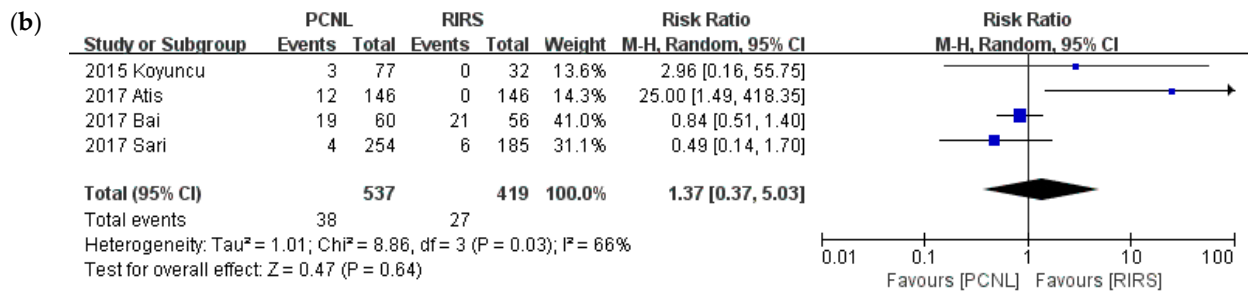 (b)
PCNL RIRS Risk Ratio Risk Ratio
Study or Subgroup Events Total Events Total Weight M-H, Random, 95% CI M-H, Random, 95% CI
2015 Koyuncu 3 77 0 32 13.6% 2.96 [0.16, 55.75]
2017 Atis 12 146 0 146 14.3% 25.00 [1.49, 418.35]
2017 Bai 19 60 21 56 41.0% 0.84 [0.51, 1.40]
2017 Sari 4 254 6 185 31.1% 0.49 [0.14, 1.70]
Total (95% CI) 537 419 100.0% 1.37 [0.37, 5.03]
Total events 38 27
Heterogeneity: Tau² = 1.01; Chi² = 8.86, df = 3 (P = 0.03); I² = 66%
Test for overall effect: Z = 0.47 (P = 0.64)
0.01 0.1 1 10 100
Favours [PCNL] Favours [RIRS]